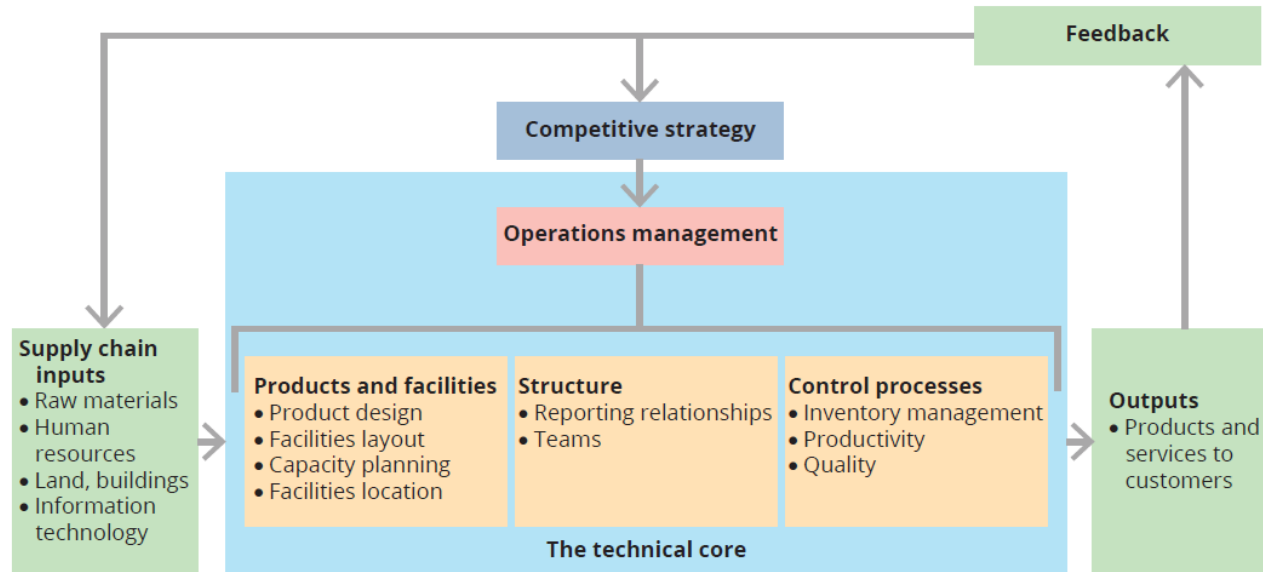 Feedback
Competitive strategy
Operations management
Supply chain
inputs
• Raw materials
• Human
resources
• Land, buildings
• Information
technology
Products and facilities
• Product design
• Facilities layout
• Capacity planning
• Facilities location
Structure
• Reporting relationships
• Teams
Control processes
• Inventory management
• Productivity
• Quality
The technical core
Outputs
• Products and
services to
customers